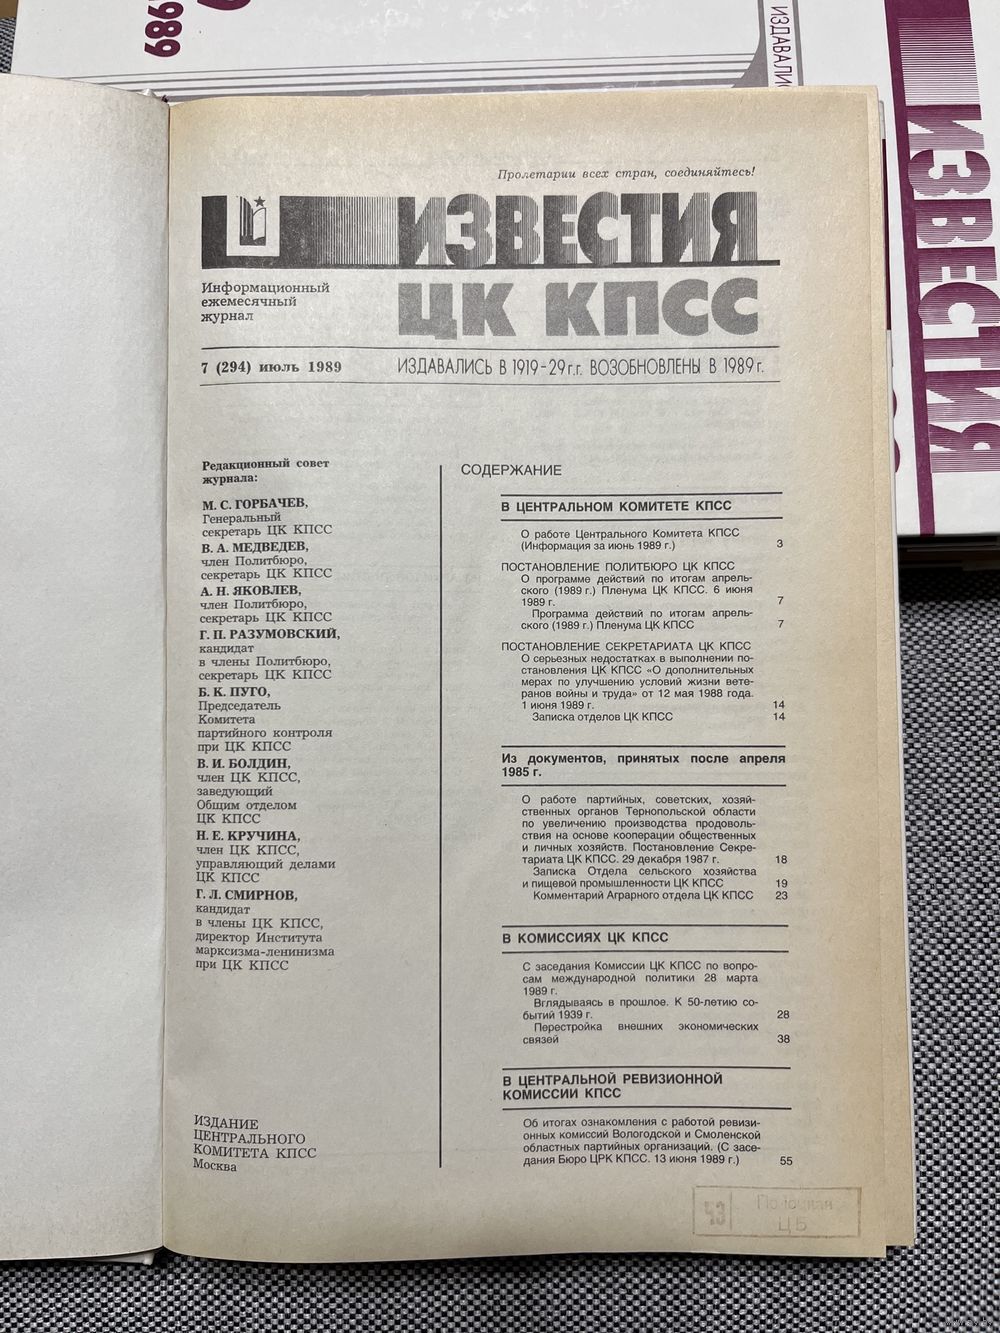 1989
ИЗДАВАЛИС
ИЗВЕСТИЯ
Пролетарии всех стран, соединяйтесь!
ИЗВЕСТИЯ
ЦК КПСС
Информационный
ежемесячный
журнал
7 (294) июль 1989
ИЗДАВАЛИСЬ В 1919-29 г.г. ВОЗОБНОВЛЕНЫ В 1989 г.
Редакционный совет
журнала:
М. С. ГОРБАЧЕВ,
Генеральный
секретарь ЦК КПСС
В. А. МЕДВЕДЕВ,
член Политбюро,
секретарь ЦК КПСС
А. Н. ЯКОВЛЕВ,
член Политбюро,
секретарь ЦК КПСС
Г. П. РАЗУМОВСКИЙ,
кандидат
в члены Политбюро,
секретарь ЦК КПСС
Б. К. ПУГО,
Председатель
Комитета
партийного контроля
при ЦК КПСС
В. И. БОЛДИН,
член ЦК КПСС,
заведующий
Общим отделом
ЦК КПСС
Н. Е. КРУЧИНА,
член ЦК КПСС,
управляющий делами
ЦК КПСС
Г. Л. СМИРНОВ,
кандидат
в члены ЦК КПСС,
директор Института
марксизма-ленинизма
при ЦК КПСС
ИЗДАНИЕ
ЦЕНТРАЛЬНОГО
КОМИТЕТА КПСС
Москва
СОДЕРЖАНИЕ
В ЦЕНТРАЛЬНОМ КОМИТЕТЕ КПСС
О работе Центрального Комитета КПСС
(Информация за июнь 1989 г.) 3
ПОСТАНОВЛЕНИЕ ПОЛИТБЮРО ЦК КПСС
О программе действий по итогам апрель-
ского (1989 г.) Пленума ЦК КПСС. 6 июня
1989 г. 7
Программа действий по итогам апрель-
ского (1989 г.) Пленума ЦК КПСС 7
ПОСТАНОВЛЕНИЕ СЕКРЕТАРИАТА ЦК КПСС
О серьезных недостатках в выполнении по-
становления ЦК КПСС «О дополнительных
мерах по улучшению условий жизни вете-
ранов войны и труда» от 12 мая 1988 года.
1 июня 1989 г. 14
Записка отделов ЦК КПСС 14
Из документов, принятых после апреля
1985 г.
О работе партийных, советских, хозяй-
ственных органов Тернопольской области
по увеличению производства продоволь-
ствия на основе кооперации общественных
и личных хозяйств. Постановление Секре-
тариата ЦК КПСС. 29 декабря 1987 г. 18
Записка Отдела сельского хозяйства
и пищевой промышленности ЦК КПСС 19
Комментарий Аграрного отдела ЦК КПСС 23
В КОМИССИЯХ ЦК КПСС
С заседания Комиссии ЦК КПСС по вопро-
сам международной политики 28 марта
1989 г.
Вглядываясь в прошлое. К 50-летию со-
бытий 1939 г. 28
Перестройка внешних экономических
связей 38
В ЦЕНТРАЛЬНОЙ РЕВИЗИОННОЙ
КОМИССИИ КПСС
Об итогах ознакомления с работой ревизи-
онных комиссий Вологодской и Смоленской
областных партийных организаций. (С засе-
дания Бюро ЦРК КПСС. 13 июня 1989 г.) 55
ЦБ